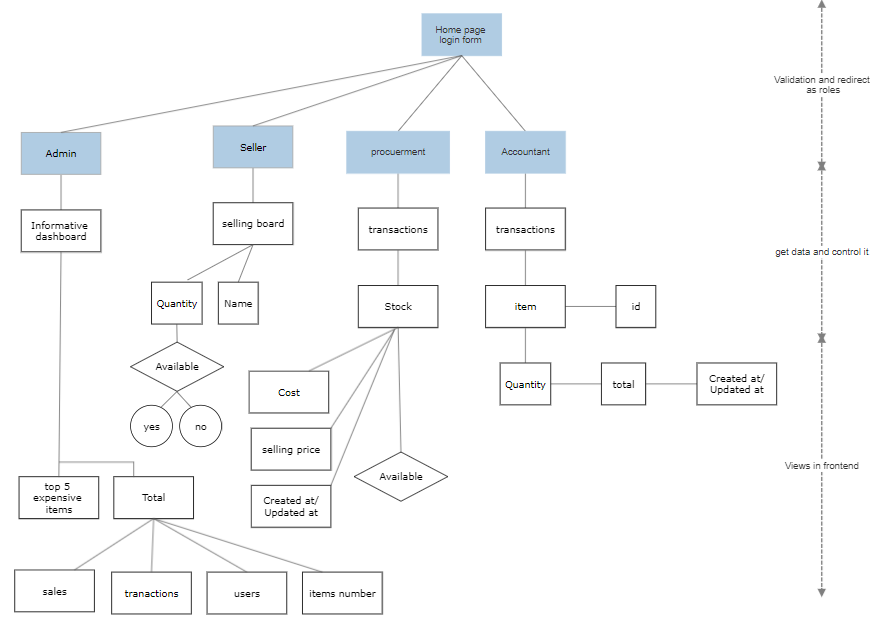 Home page
login form
Validation and redirect
as roles
Admin
Seller
procuerment
Accountant
Informative
dashboard
selling board
transactions
transactions
get data and control it
Quantity
Name
Stock
item
id
Available
Cost
Quantity
total
Created at/
Updated at
yes
no
selling price
Available
Views in frontend
top 5
expensive
items
Total
Created at/
Updated at
sales
tranactions
users
items number